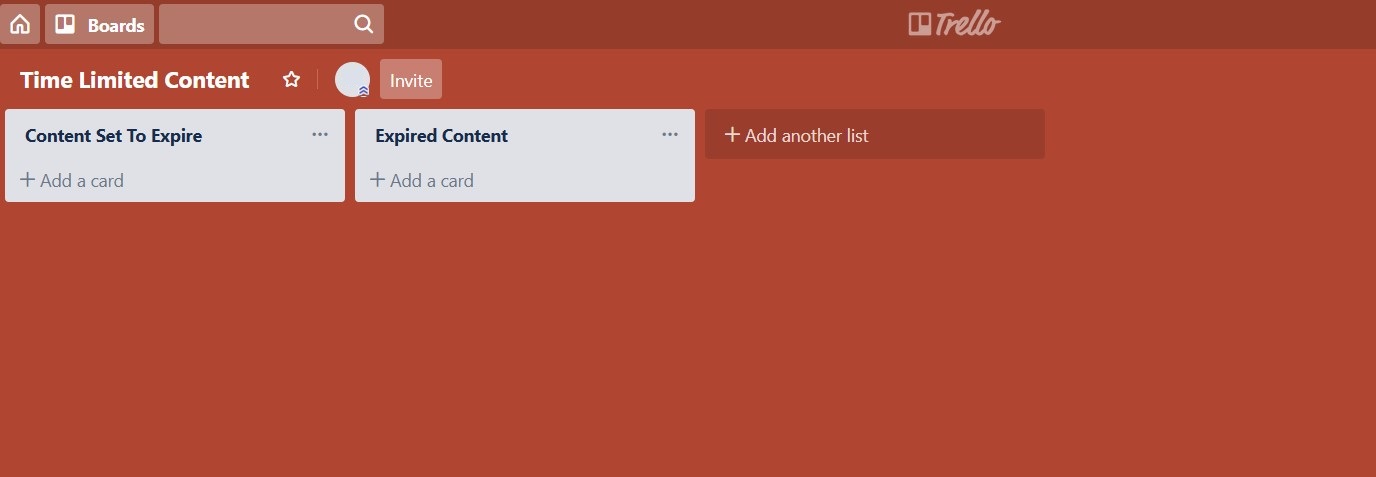 Boards
Trello
Time Limited Content
Invite
Content Set To Expire
+ Add a card
Expired Content
+ Add a card
+ Add another list